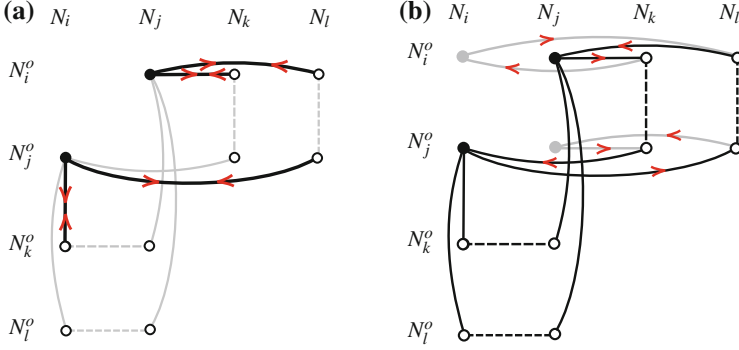 (a) N_i N_j N_k N_l
N_i^o
N_j^o
N_k^o
N_l^o
(b) N_i N_j N_k N_l
N_i^o
N_j^o
N_k^o
N_l^o